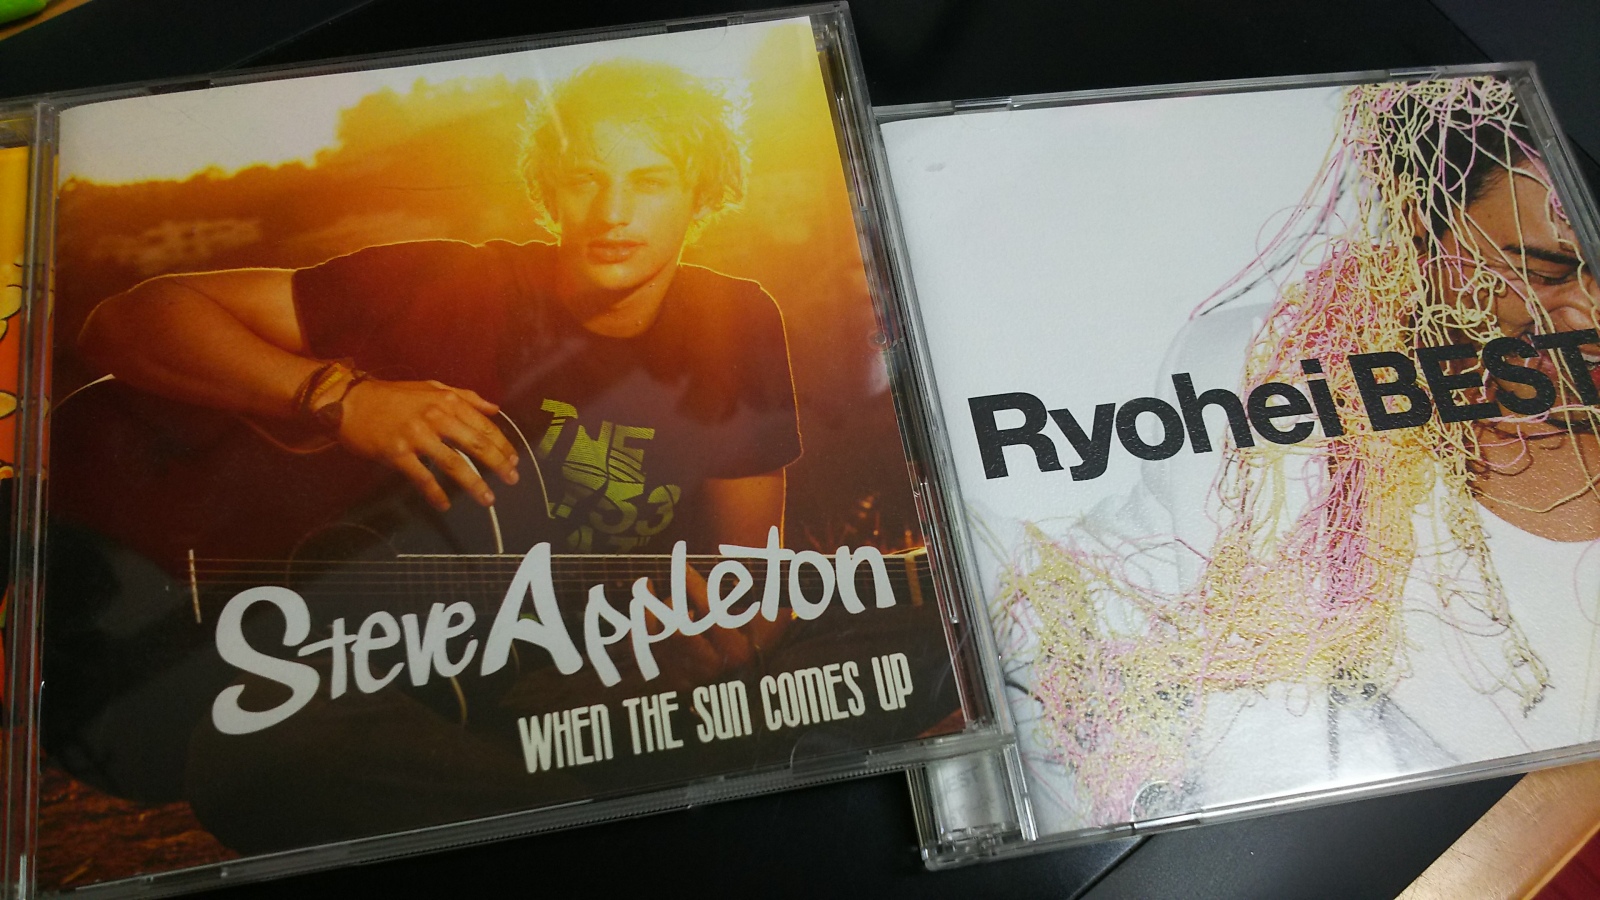 Steve Appleton
WHEN THE SUN COMES UP
Ryohei BEST